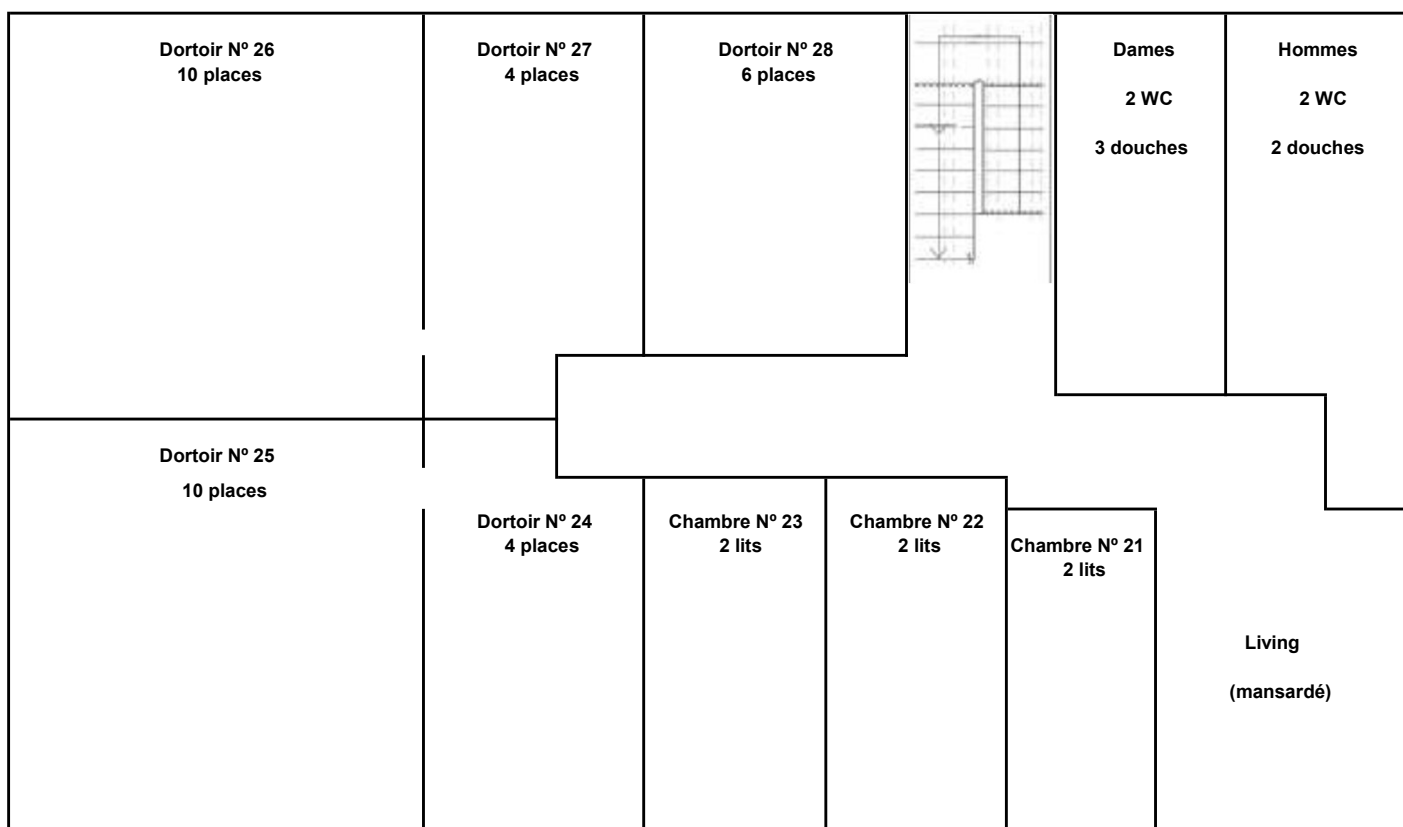 Dortoir Nº 26
10 places
Dortoir Nº 27
4 places
Dortoir Nº 28
6 places
Dames
2 WC
3 douches
Hommes
2 WC
2 douches
Dortoir Nº 25
10 places
Dortoir Nº 24
4 places
Chambre Nº 23
2 lits
Chambre Nº 22
2 lits
Chambre Nº 21
2 lits
Living
(mansardé)